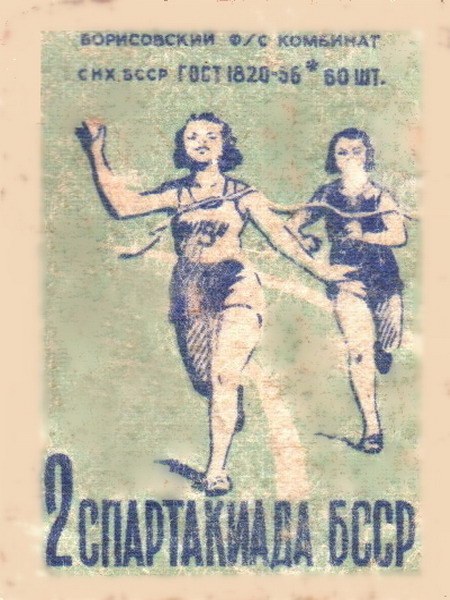 БОРИСОВСКИЙ Ф/С КОМБИНАТ
СНХ БССР ГОСТ 1820-56 * 60 ШТ.
2 СПАРТАКИАДА БССР